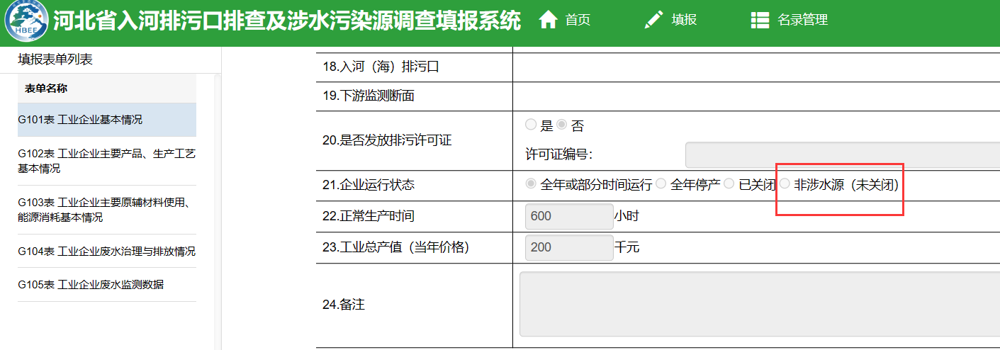 HBEE
河北省入河排污口排查及涉水污染源调查填报系统
首页
填报
名录管理
填报表单列表
表单名称
G101表 工业企业基本情况
G102表 工业企业主要产品、生产工艺
基本情况
G103表 工业企业主要原辅材料使用、
能源消耗基本情况
G104表 工业企业废水治理与排放情况
G105表 工业企业废水监测数据
18.入河（海）排污口
19.下游监测断面
20.是否发放排污许可证
是 否
许可证编号：
21.企业运行状态
全年或部分时间运行 全年停产 已关闭 非涉水源（未关闭）
22.正常生产时间
600 小时
23.工业总产值（当年价格）
200 千元
24.备注